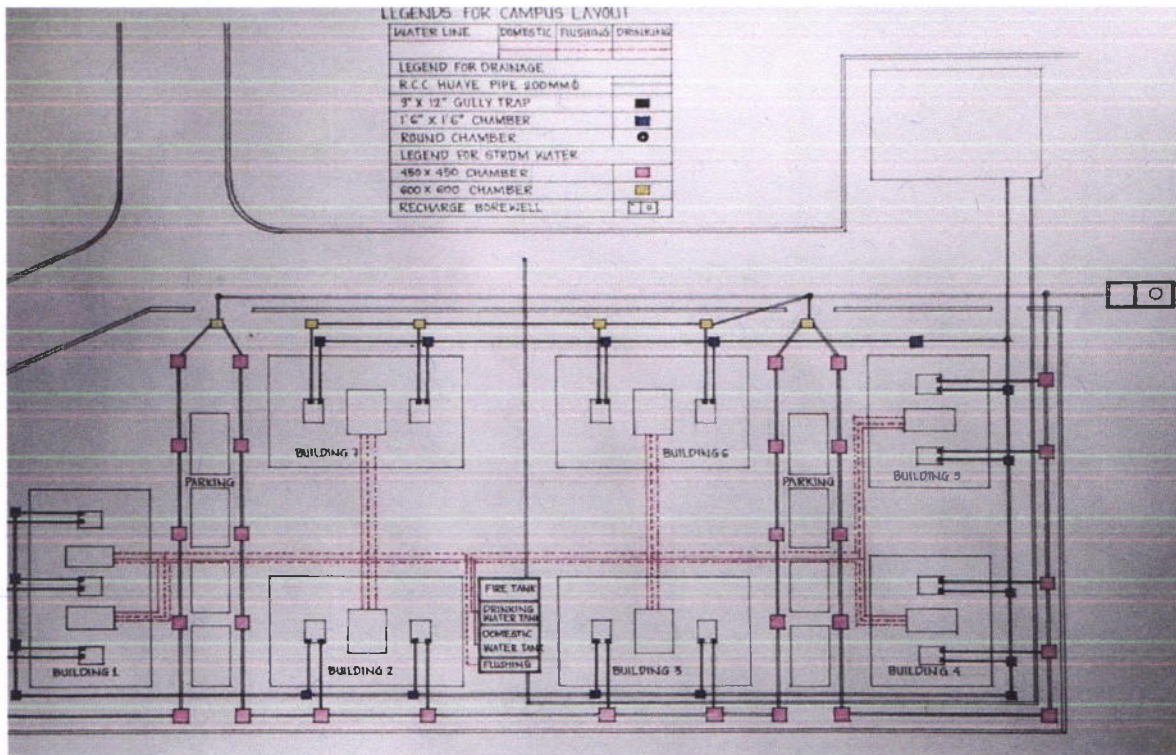 LEGENDS FOR CAMPUS LAYOUT
WATER LINE DOMESTIC FLUSHING DRINKING
LEGEND FOR DRAINAGE
R.C.C HUAVE PIPE 200MMO
9" X 12" GULLY TRAP
1'6" X 1'6" CHAMBER
ROUND CHAMBER
LEGEND FOR STROM WATER
450 X 450 CHAMBER
600 X 600 CHAMBER
RECHARGE BOREWELL
BUILDING 7
BUILDING 6
PARKING
PARKING
BUILDING 5
FIRE TANK
DRINKING
WATER TANK
DOMESTIC
WATER TANK
FLUSHING
BUILDING 1
BUILDING 2
BUILDING 3
BUILDING 4